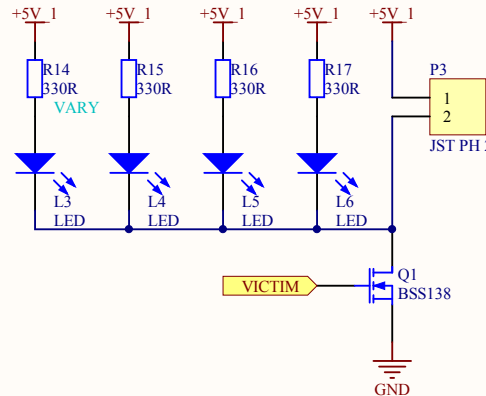 +5V_1 +5V_1 +5V_1 +5V_1 +5V_1
R14 R15 R16 R17 P3
330R 330R 330R 330R
VARY
1
2
JST PH 2
L3 L4 L5 L6
LED LED LED LED
Q1
VICTIM BSS138
GND